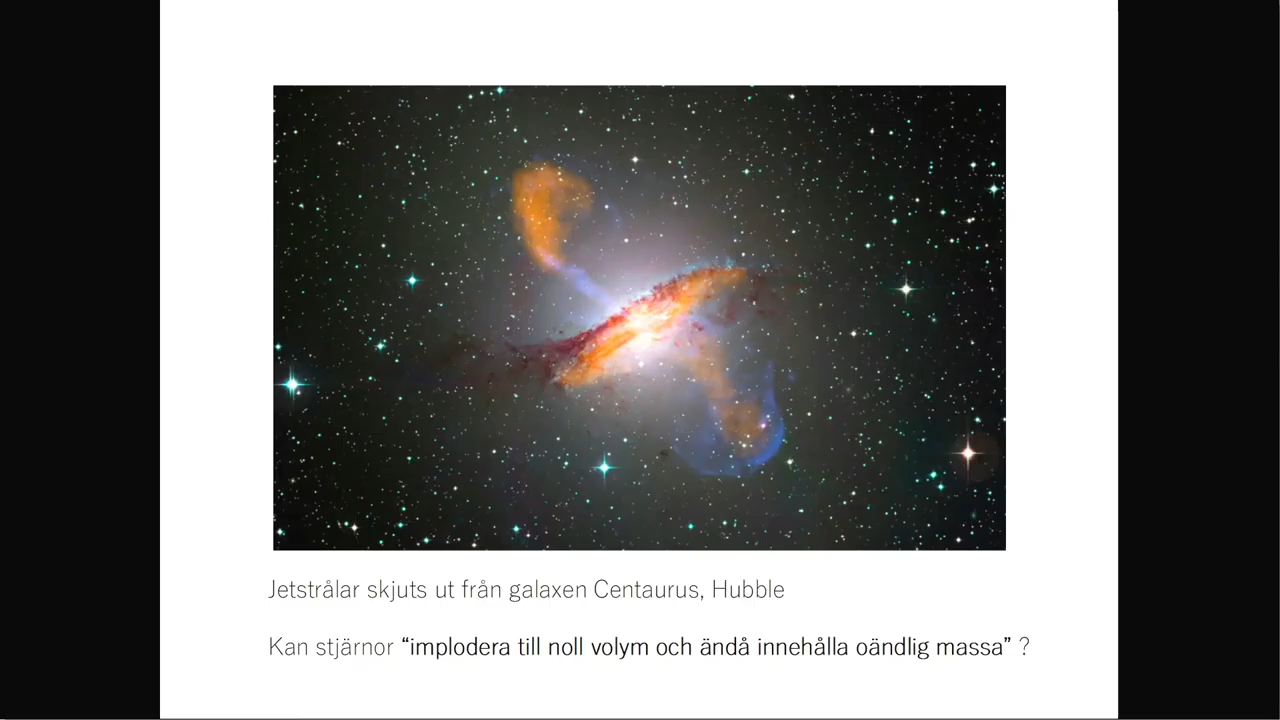 Jetstrålar skjuts ut från galaxen Centaurus, Hubble
Kan stjärnor “implodera till noll volym och ändå innehålla oändlig massa” ?